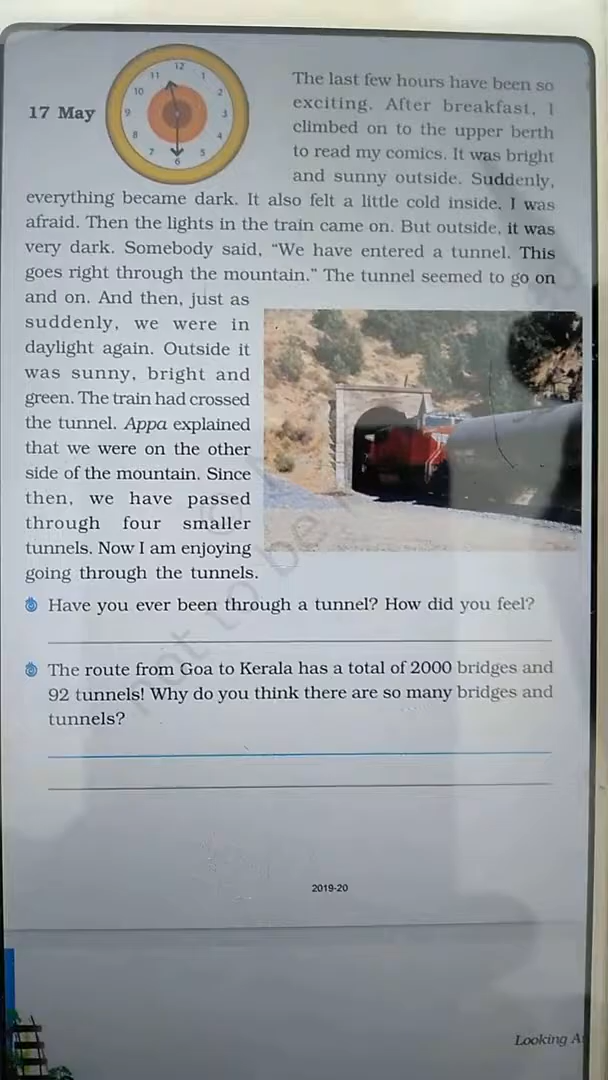 17 May
12
11
1
10
2
9
3
8
4
7
5
6
The last few hours have been so
exciting. After breakfast, I
climbed on to the upper berth
to read my comics. It was bright
and sunny outside. Suddenly,
everything became dark. It also felt a little cold inside. I was
afraid. Then the lights in the train came on. But outside, it was
very dark. Somebody said, “We have entered a tunnel. This
goes right through the mountain.” The tunnel seemed to go on
and on. And then, just as
suddenly, we were in
daylight again. Outside it
was sunny, bright and
green. The train had crossed
the tunnel. Appa explained
that we were on the other
side of the mountain. Since
then, we have passed
through four smaller
tunnels. Now I am enjoying
going through the tunnels.
Have you ever been through a tunnel? How did you feel?
The route from Goa to Kerala has a total of 2000 bridges and
92 tunnels! Why do you think there are so many bridges and
tunnels?
not to be
2019-20
Looking